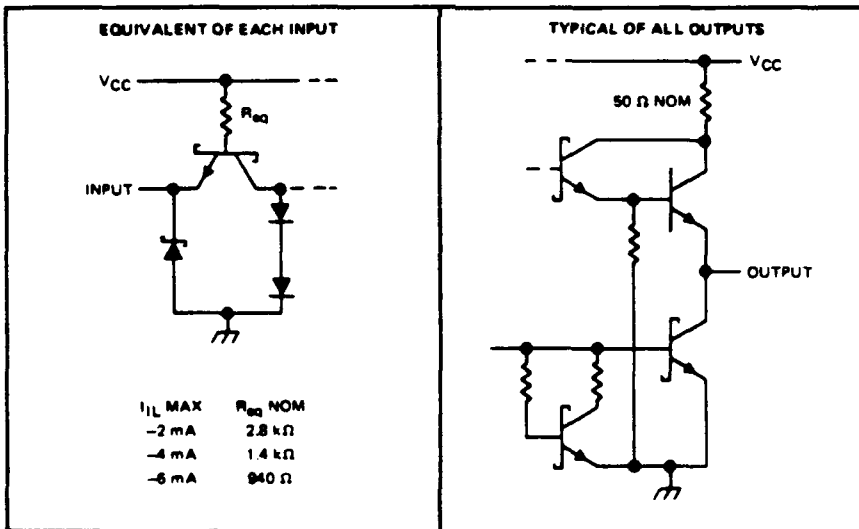 EQUIVALENT OF EACH INPUT
VCC
Req
INPUT
IIL MAX Req NOM
-2 mA 2.8 kΩ
-4 mA 1.4 kΩ
-6 mA 940 Ω
TYPICAL OF ALL OUTPUTS
VCC
50 Ω NOM
OUTPUT